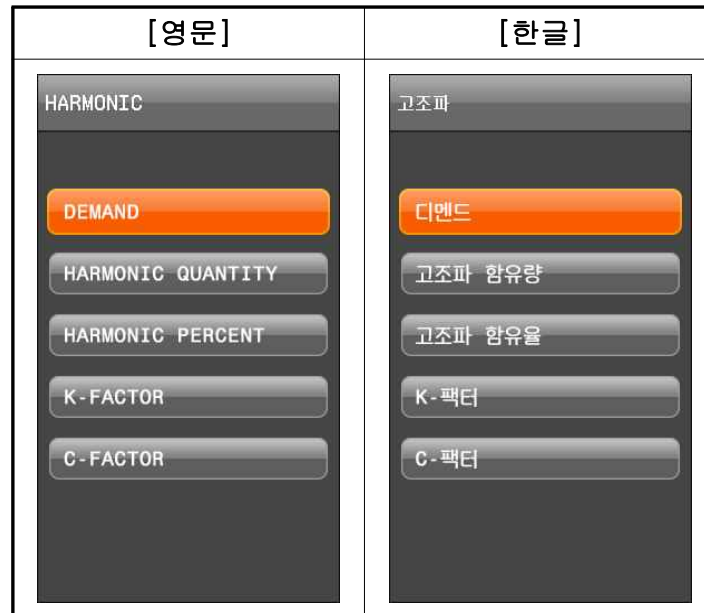 [영문]
[한글]
HARMONIC
DEMAND
HARMONIC QUANTITY
HARMONIC PERCENT
K-FACTOR
C-FACTOR
고조파
디멘드
고조파 함유량
고조파 함유율
K-팩터
C-팩터